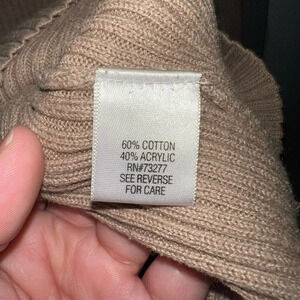 60% COTTON
40% ACRYLIC
RN#73277
SEE REVERSE
FOR CARE